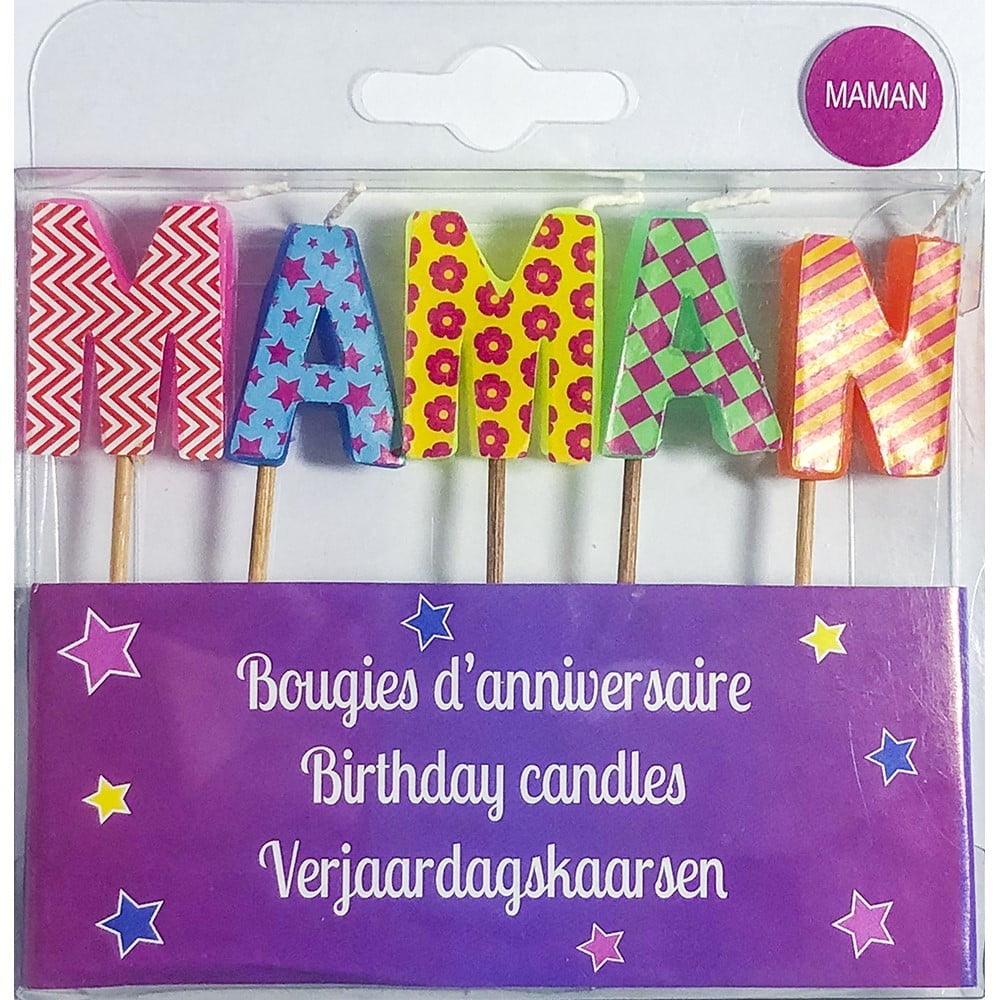 MAMAN
MAMAN
Bougies d'anniversaire
Birthday candles
Verjaardagskaarsen